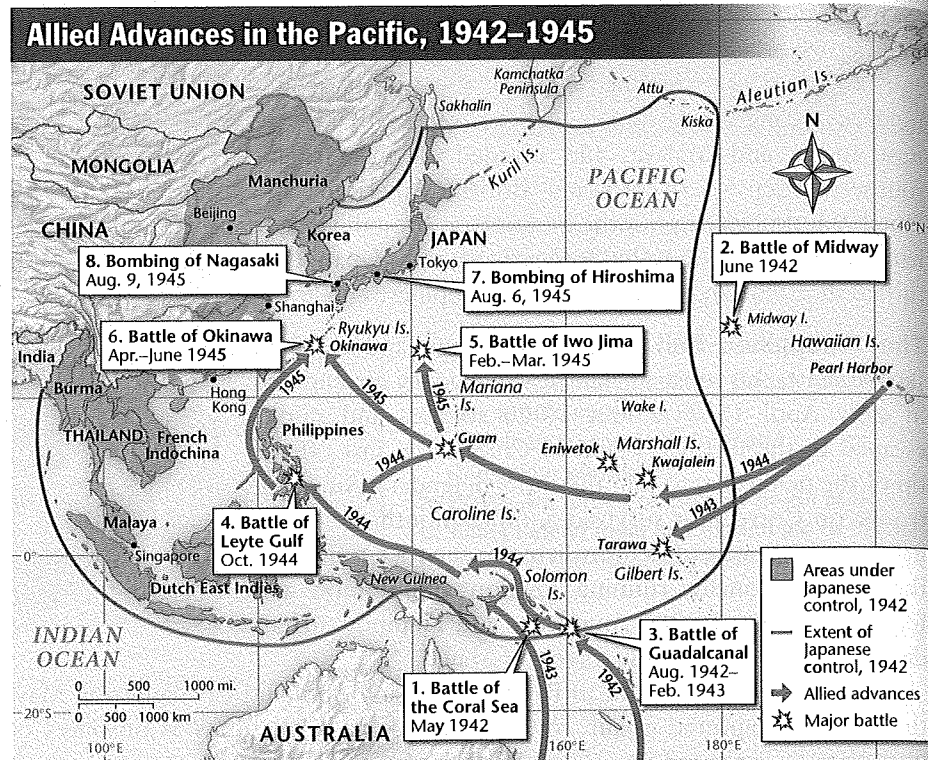 Allied Advances in the Pacific, 1942–1945
SOVIET UNION
Kamchatka
Peninsula
Sakhalin
Attu
Aleutian Is.
Kiska
N
MONGOLIA
Manchuria
Kuril Is.
PACIFIC
OCEAN
Beijing
CHINA
Korea
JAPAN
40°N
Tokyo
8. Bombing of Nagasaki
Aug. 9, 1945
7. Bombing of Hiroshima
Aug. 6, 1945
2. Battle of Midway
June 1942
Shanghai
Midway I.
6. Battle of Okinawa
Apr.–June 1945
Ryukyu Is.
Okinawa
5. Battle of Iwo Jima
Feb.–Mar. 1945
Hawaiian Is.
Pearl Harbor
India
Burma
Hong
Kong
1945
1945
1945
Mariana
Is.
Wake I.
THAILAND
French
Indochina
Philippines
Guam
Eniwetok
Marshall Is.
Kwajalein
1944
1944
1943
Malaya
Singapore
4. Battle of
Leyte Gulf
Oct. 1944
1944
Caroline Is.
Tarawa
Gilbert Is.
0°
Dutch East Indies
New Guinea
1944
Solomon
Is.
INDIAN
OCEAN
3. Battle of
Guadalcanal
Aug. 1942–
Feb. 1943
1. Battle of
the Coral Sea
May 1942
1943
1942
0 500 1000 mi.
0 500 1000 km
20°S
AUSTRALIA
100°E
160°E
180°E
Areas under
Japanese
control, 1942
Extent of
Japanese
control, 1942
Allied advances
Major battle